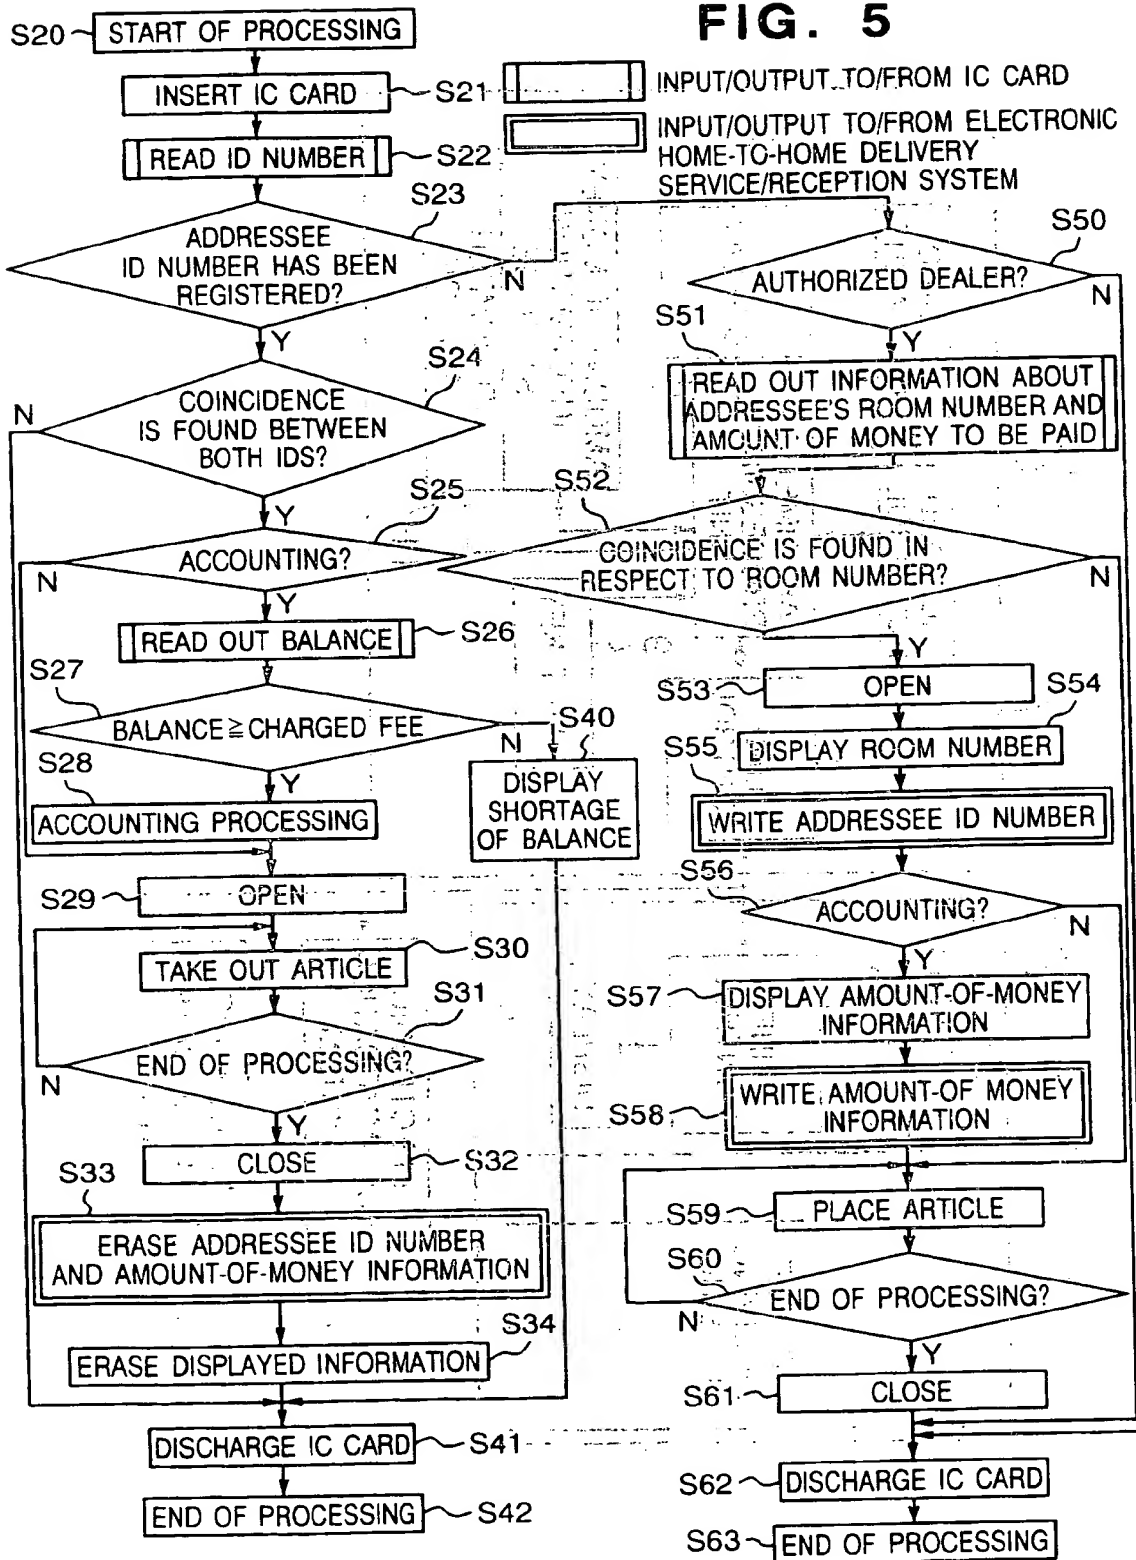 FIG. 5
S20
START OF PROCESSING
INSERT IC CARD
S21
READ ID NUMBER
S22
INPUT/OUTPUT TO/FROM IC CARD
INPUT/OUTPUT TO/FROM ELECTRONIC
HOME-TO-HOME DELIVERY
SERVICE/RECEPTION SYSTEM
S23
ADDRESSEE
ID NUMBER HAS BEEN
REGISTERED?
N
Y
S24
COINCIDENCE
IS FOUND BETWEEN
BOTH IDS?
N
Y
S25
ACCOUNTING?
N
Y
READ OUT BALANCE
S26
S27
BALANCE≧CHARGED FEE
N
Y
S40
DISPLAY
SHORTAGE
OF BALANCE
S28
ACCOUNTING PROCESSING
S29
OPEN
S30
TAKE OUT ARTICLE
S31
END OF PROCESSING?
N
Y
CLOSE
S32
S33
ERASE ADDRESSEE ID NUMBER
AND AMOUNT-OF-MONEY INFORMATION
S34
ERASE DISPLAYED INFORMATION
DISCHARGE IC CARD
S41
END OF PROCESSING
S42
S50
AUTHORIZED DEALER?
N
Y
S51
READ OUT INFORMATION ABOUT
ADDRESSEE'S ROOM NUMBER AND
AMOUNT OF MONEY TO BE PAID
S52
COINCIDENCE IS FOUND IN
RESPECT TO ROOM NUMBER?
N
Y
S53
OPEN
S54
DISPLAY ROOM NUMBER
S55
WRITE ADDRESSEE ID NUMBER
S56
ACCOUNTING?
N
Y
S57
DISPLAY AMOUNT-OF-MONEY
INFORMATION
S58
WRITE AMOUNT-OF MONEY
INFORMATION
S59
PLACE ARTICLE
S60
END OF PROCESSING?
N
Y
S61
CLOSE
S62
DISCHARGE IC CARD
S63
END OF PROCESSING